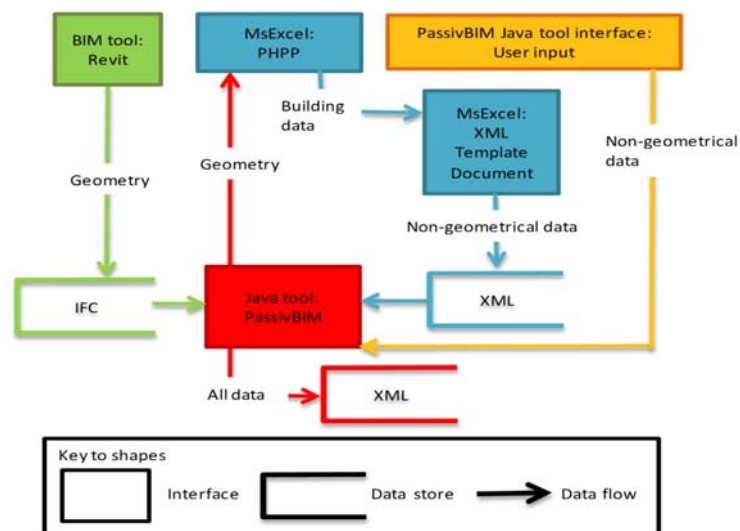 BIM tool:
Revit
MsExcel:
PHPP
PassivBIM Java tool interface:
User input
Building
data
MsExcel:
XML
Template
Document
Non-geometrical
data
Geometry
Geometry
Non-geometrical data
IFC
Java tool:
PassivBIM
XML
All data
XML
Key to shapes
Interface
Data store
Data flow